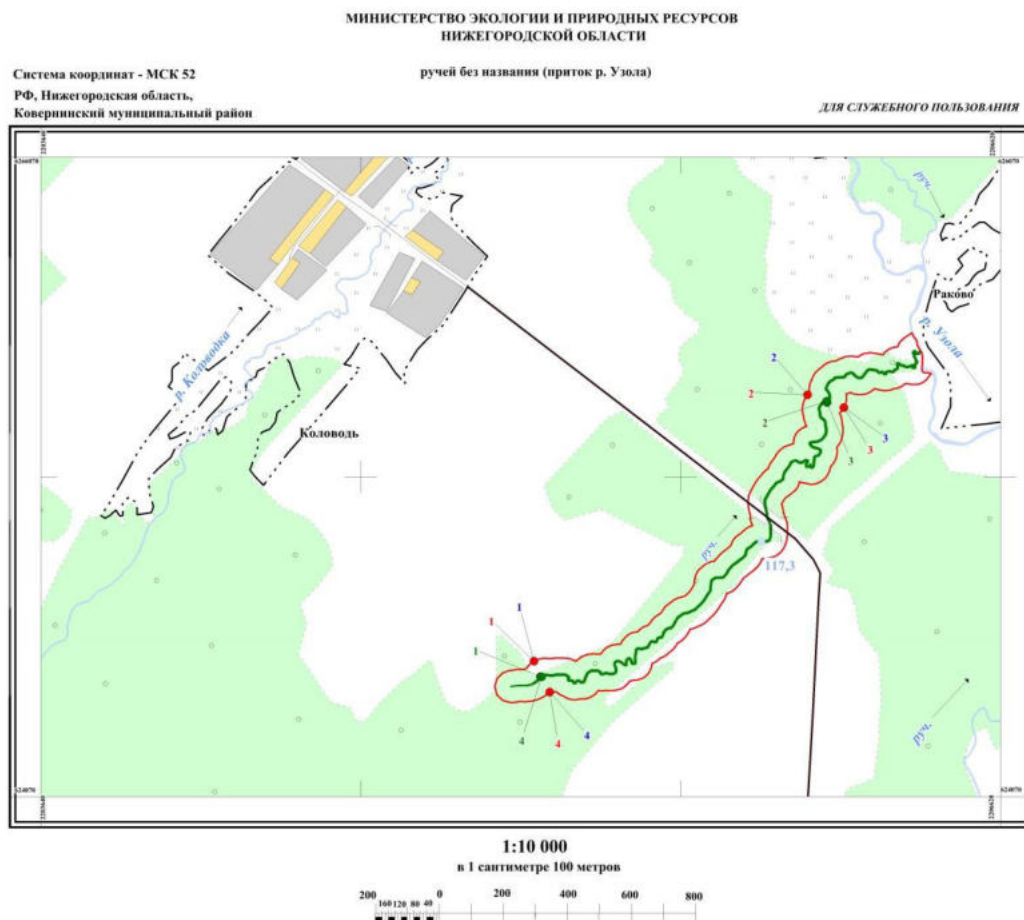 МИНИСТЕРСТВО ЭКОЛОГИИ И ПРИРОДНЫХ РЕСУРСОВ
НИЖЕГОРОДСКОЙ ОБЛАСТИ
Система координат - МСК 52
ручей без названия (приток р. Узола)
РФ, Нижегородская область,
Ковернинский муниципальный район
ДЛЯ СЛУЖЕБНОГО ПОЛЬЗОВАНИЯ
руч.
Раково
р. Узола
р. Коловодка
2
2
2
3
3
3
Коловодь
руч.
117,3
1
1
1
4
4
4
руч.
1:10 000
в 1 сантиметре 100 метров
200 160 120 80 40 0 200 400 600 800